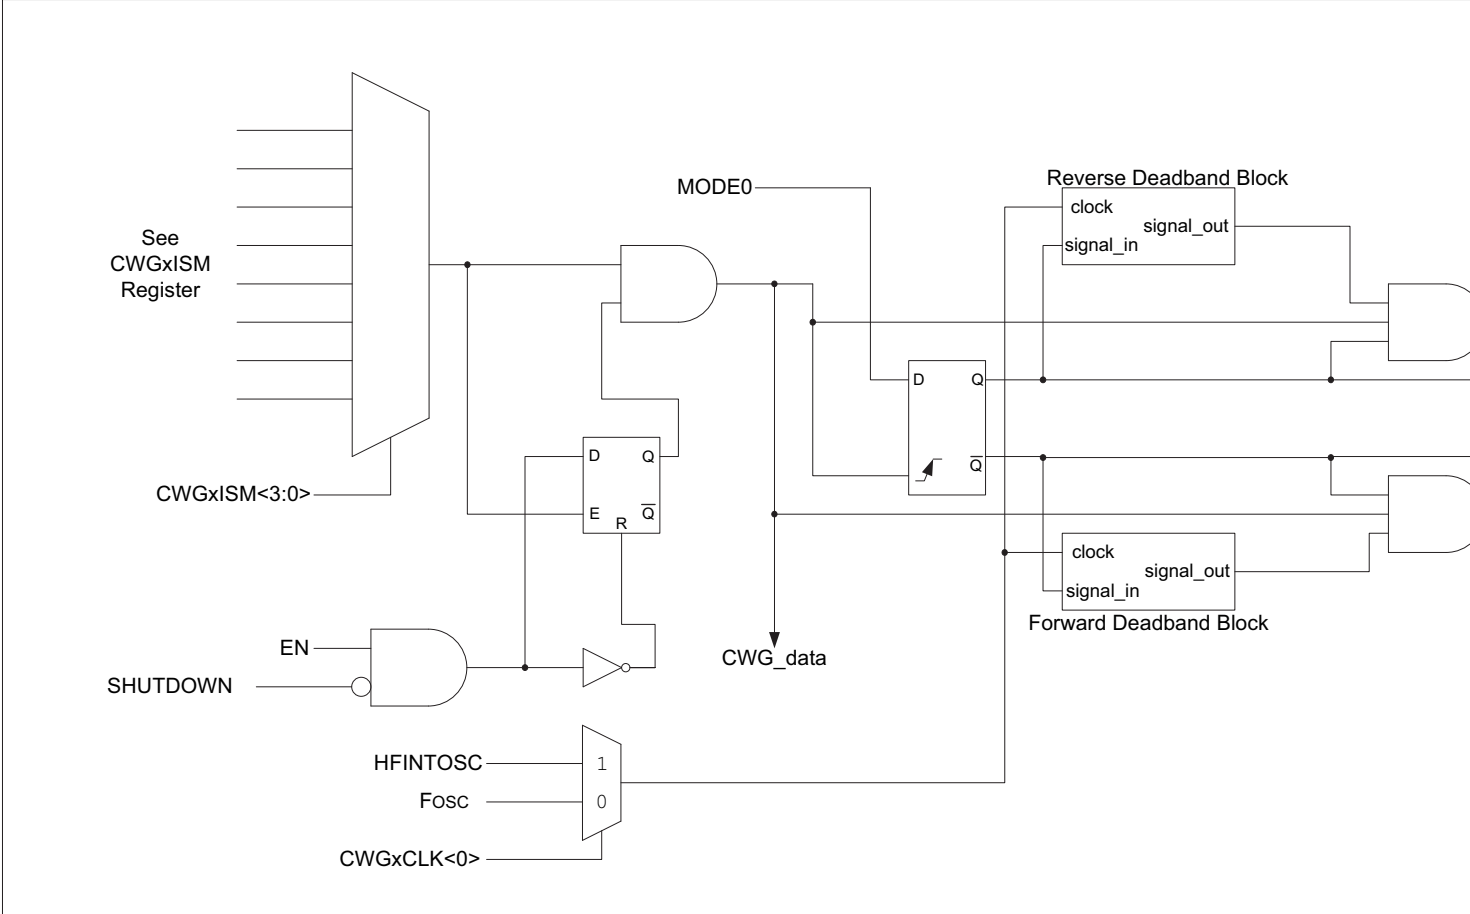 Reverse Deadband Block
MODE0
clock
signal_out
signal_in
See
CWGxISM
Register
D
Q
Q̅
D
Q
E
Q̅
R
CWGxISM<3:0>
clock
signal_out
signal_in
Forward Deadband Block
EN
SHUTDOWN
CWG_data
HFINTOSC
1
FOSC
0
CWGxCLK<0>